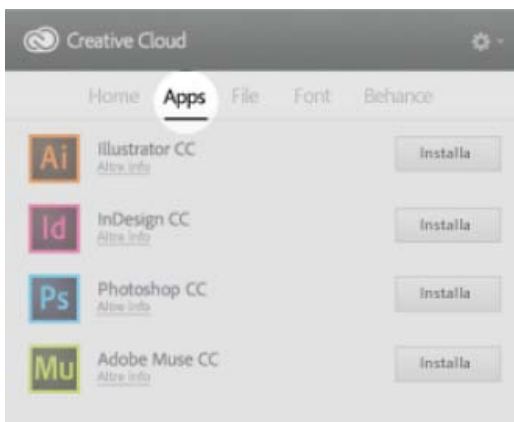 Creative Cloud
Home Apps File Font Behance
Ai Illustrator CC Installa
Altre info
Id InDesign CC Installa
Altre info
Ps Photoshop CC Installa
Altre info
Mu Adobe Muse CC Installa
Altre info